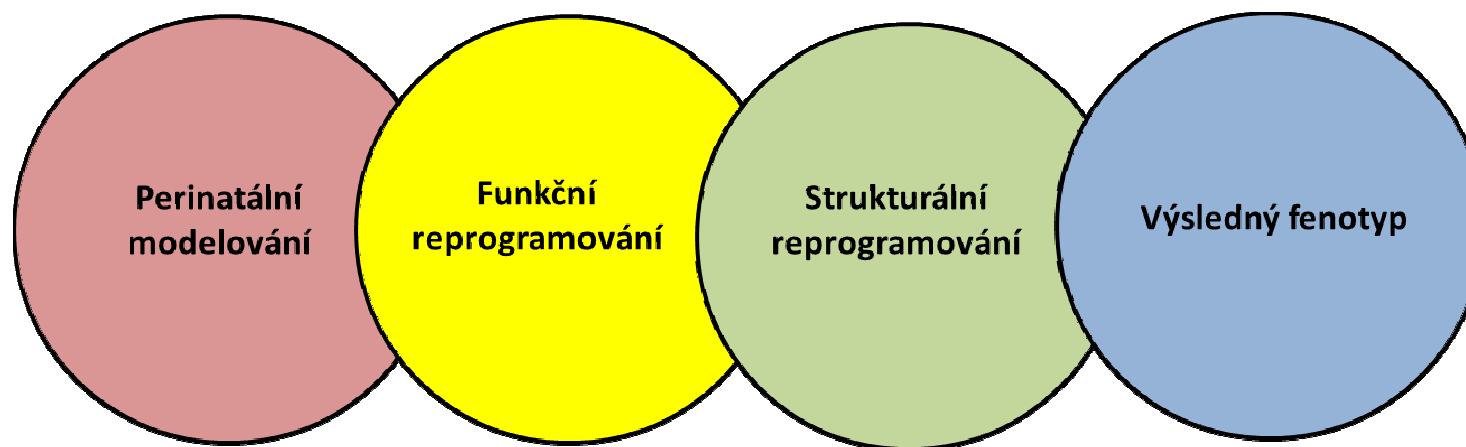 Perinatální
modelování
Funkční
reprogramování
Strukturální
reprogramování
Výsledný fenotyp